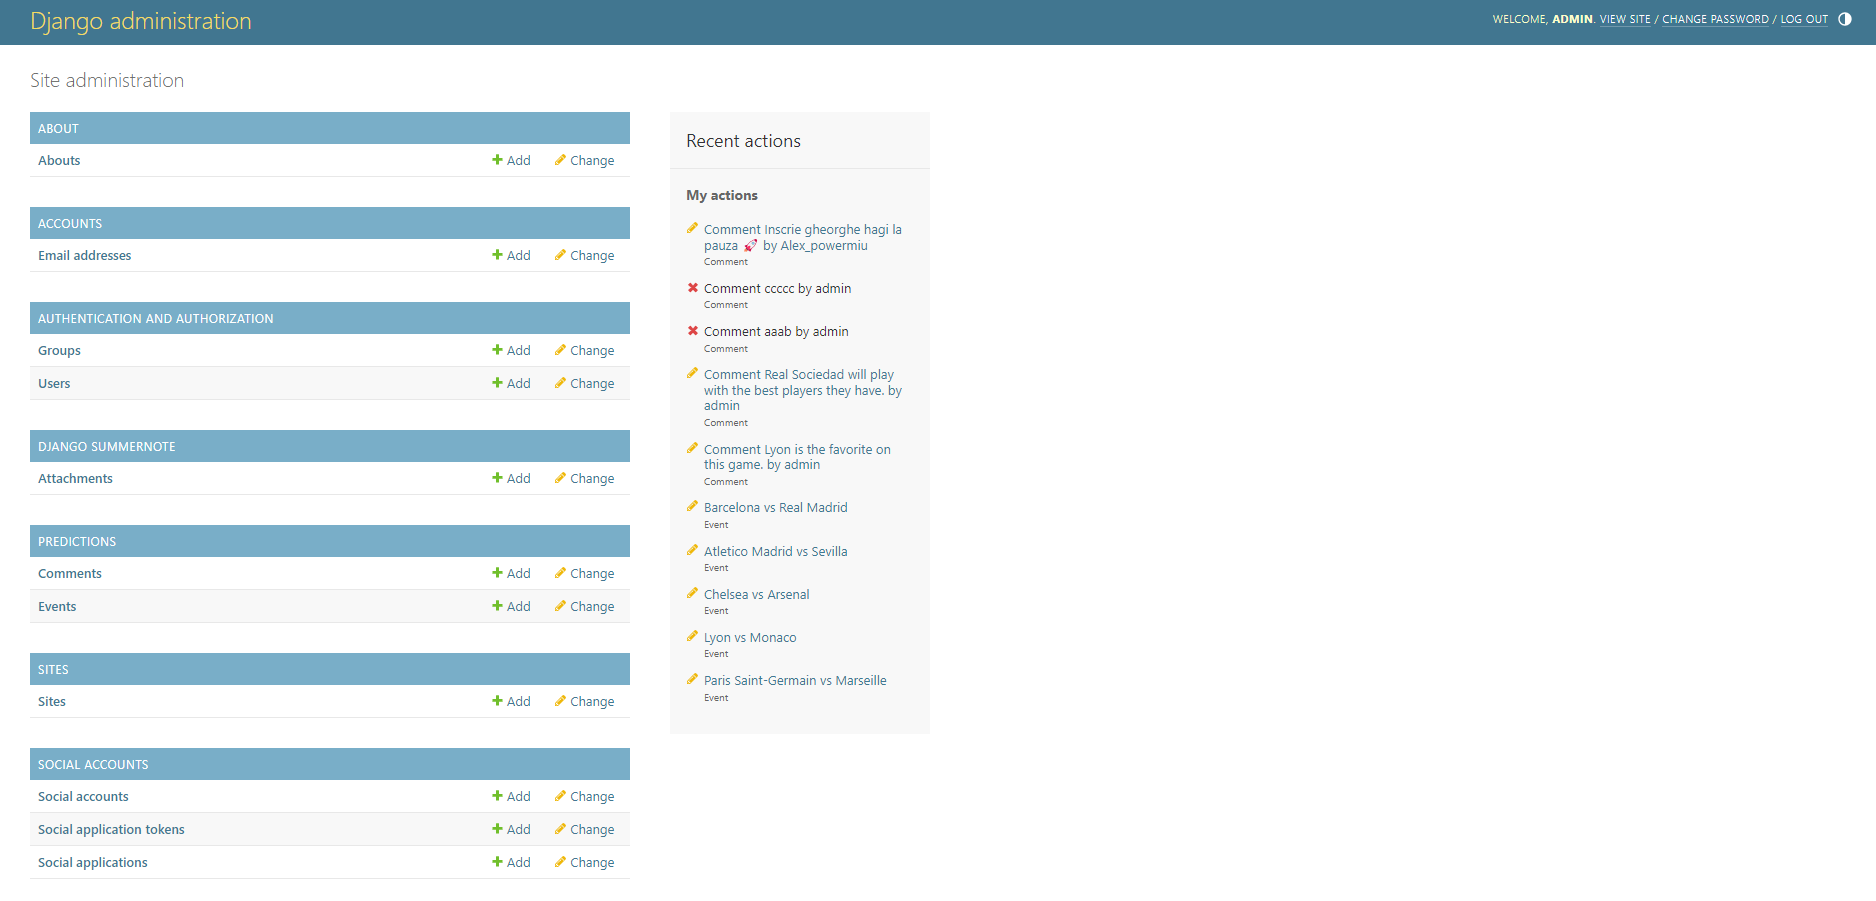 Django administration
WELCOME, ADMIN. VIEW SITE / CHANGE PASSWORD / LOG OUT
Site administration
ABOUT
Abouts Add Change
ACCOUNTS
Email addresses Add Change
AUTHENTICATION AND AUTHORIZATION
Groups Add Change
Users Add Change
DJANGO SUMMERNOTE
Attachments Add Change
PREDICTIONS
Comments Add Change
Events Add Change
SITES
Sites Add Change
SOCIAL ACCOUNTS
Social accounts Add Change
Social application tokens Add Change
Social applications Add Change
Recent actions
My actions
Comment Inscrie gheorghe hagi la
pauza 🚀 by Alex_powermiu
Comment
Comment ccccc by admin
Comment
Comment aaab by admin
Comment
Comment Real Sociedad will play
with the best players they have. by
admin
Comment
Comment Lyon is the favorite on
this game. by admin
Comment
Barcelona vs Real Madrid
Event
Atletico Madrid vs Sevilla
Event
Chelsea vs Arsenal
Event
Lyon vs Monaco
Event
Paris Saint-Germain vs Marseille
Event